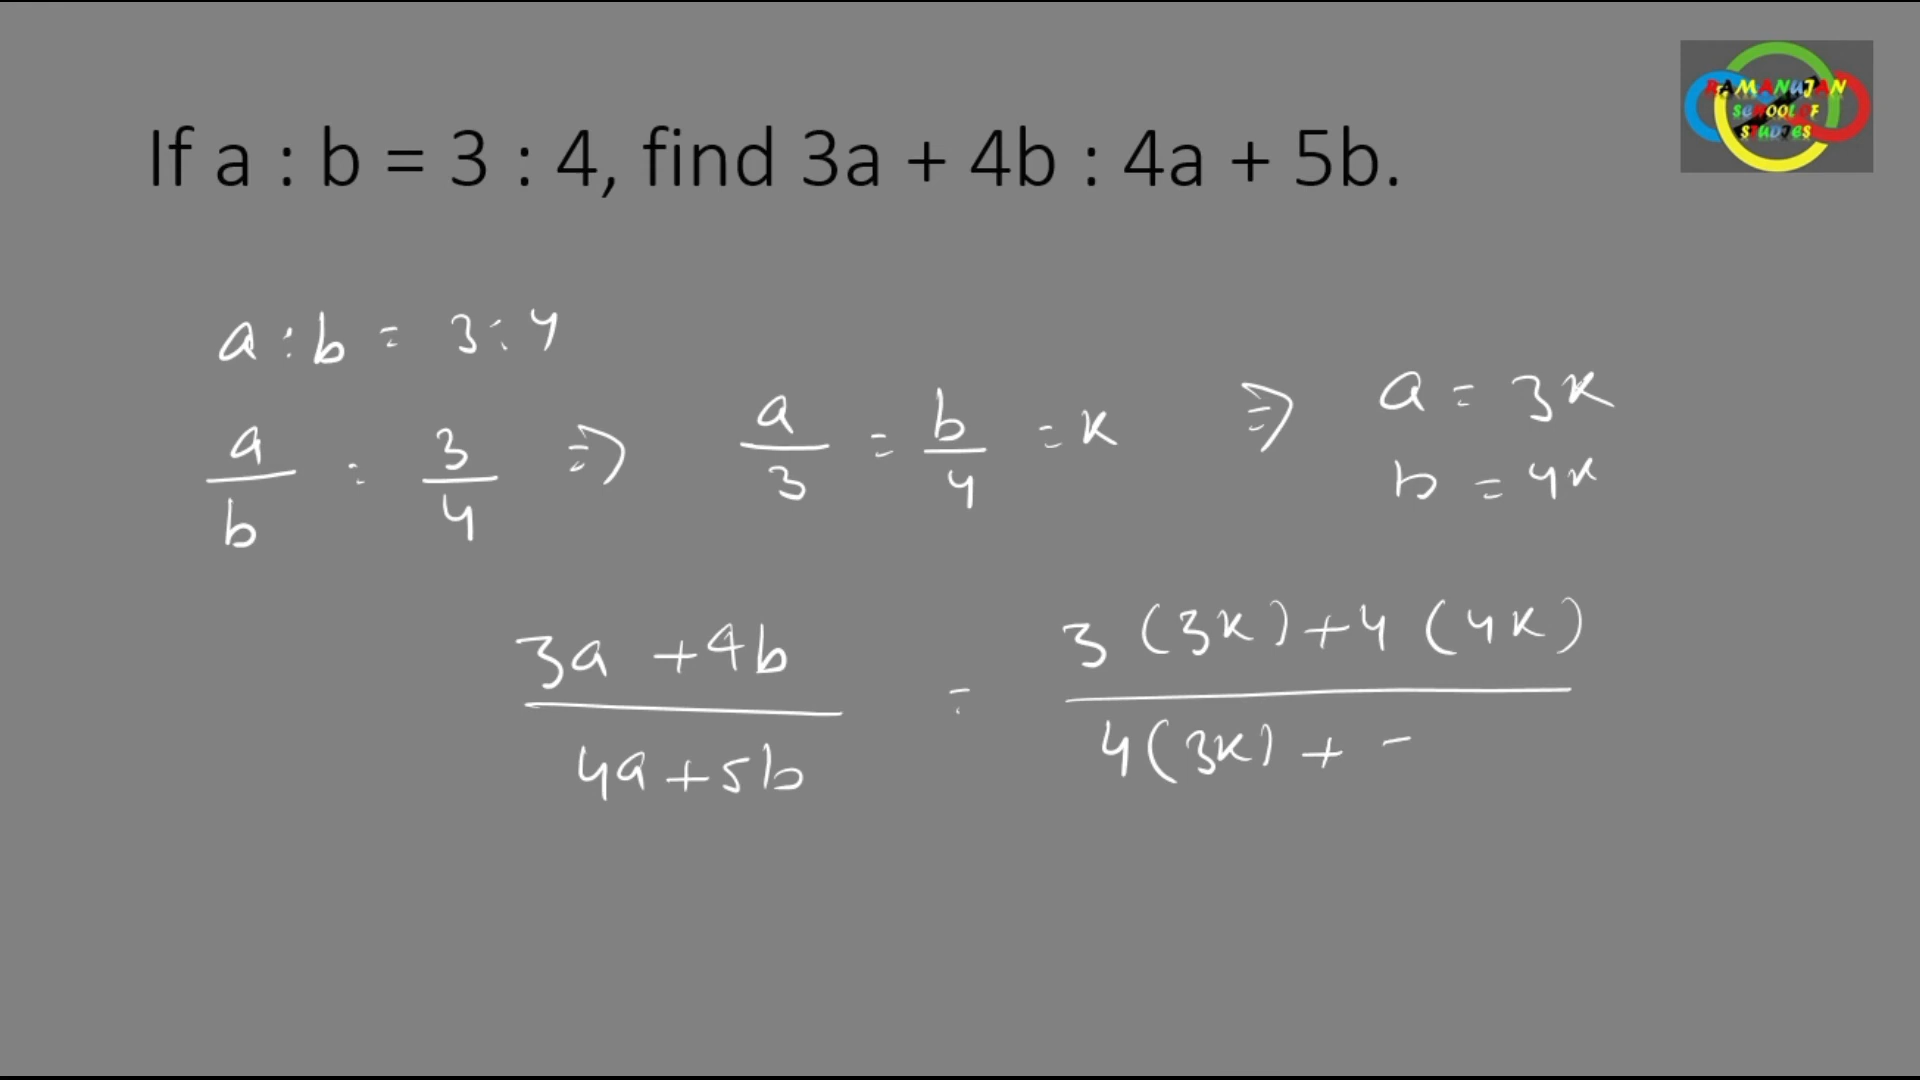 RAMANUJAN
SCHOOL OF
STUDIES
If a : b = 3 : 4, find 3a + 4b : 4a + 5b.
a : b = 3 : 4
a/b = 3/4 ⇒ a/3 = b/4 = k ⇒ a = 3k
b = 4k
3a + 4b / 4a + 5b = 3 (3k) + 4 (4k) / 4 (3k) + -